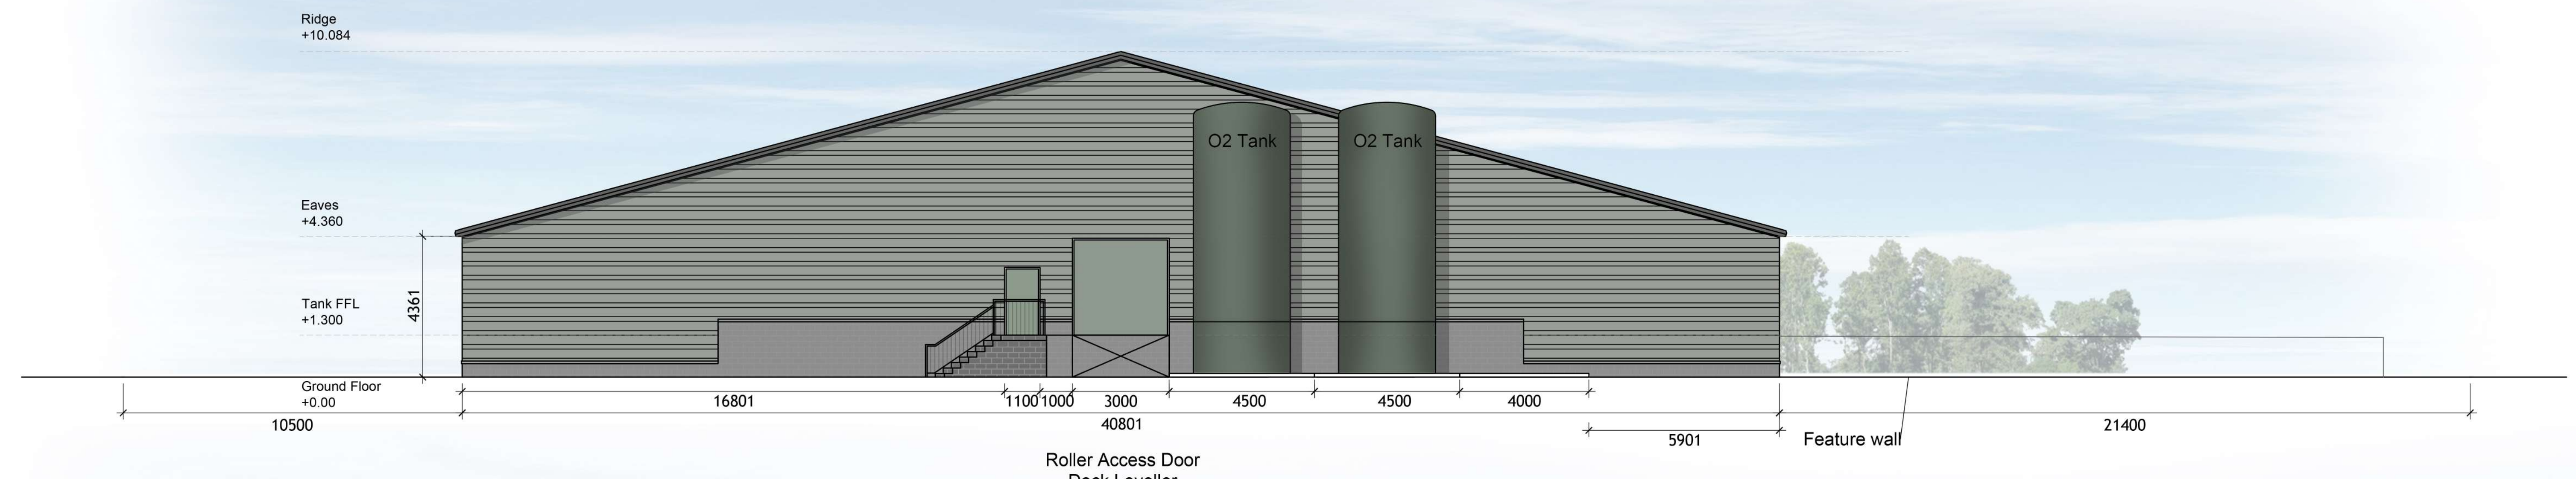 Ridge
+10.084
O2 Tank
O2 Tank
Eaves
+4.360
4361
Tank FFL
+1.300
Ground Floor
+0.00
16801
1100
1000
3000
4500
4500
4000
10500
40801
5901
Feature wall
21400
Roller Access Door